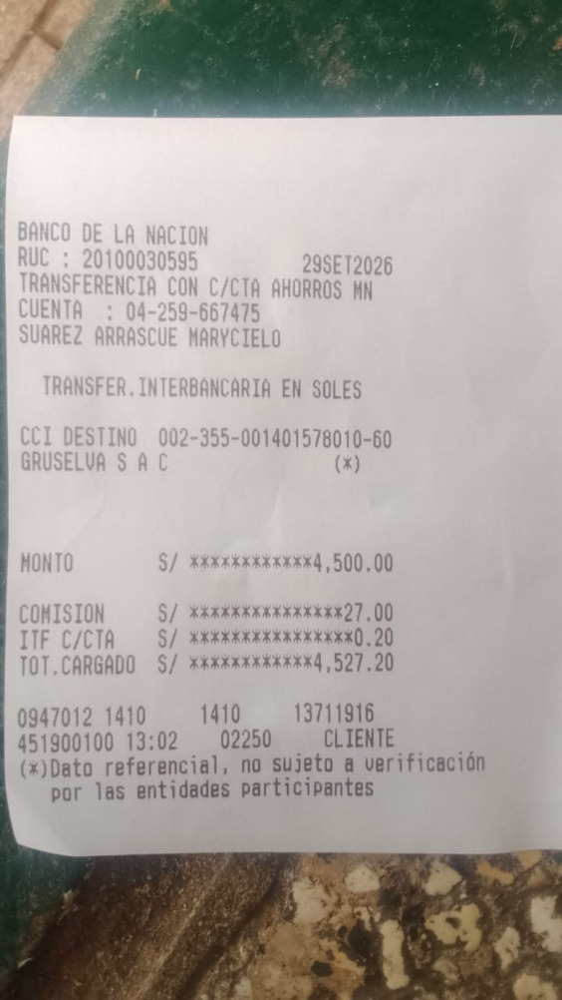 BANCO DE LA NACION
RUC : 20100030595 29SET2026
TRANSFERENCIA CON C/CTA AHORROS MN
CUENTA : 04-259-667475
SUAREZ ARRASCUE MARYCIELO
TRANSFER.INTERBANCARIA EN SOLES
CCI DESTINO 002-355-001401578010-60
GRUSELVA S A C (*)
MONTO S/ ************4,500.00
COMISION S/ ***************27.00
ITF C/CTA S/ ****************0.20
TOT.CARGADO S/ ************4,527.20
0947012 1410 1410 13711916
451900100 13:02 02250 CLIENTE
(*)Dato referencial, no sujeto a verificación
por las entidades participantes